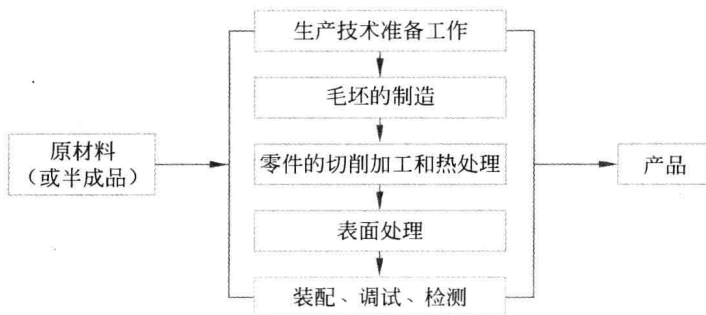 生产技术准备工作
毛坯的制造
原材料
（或半成品）
零件的切削加工和热处理
产品
表面处理
装配、调试、检测